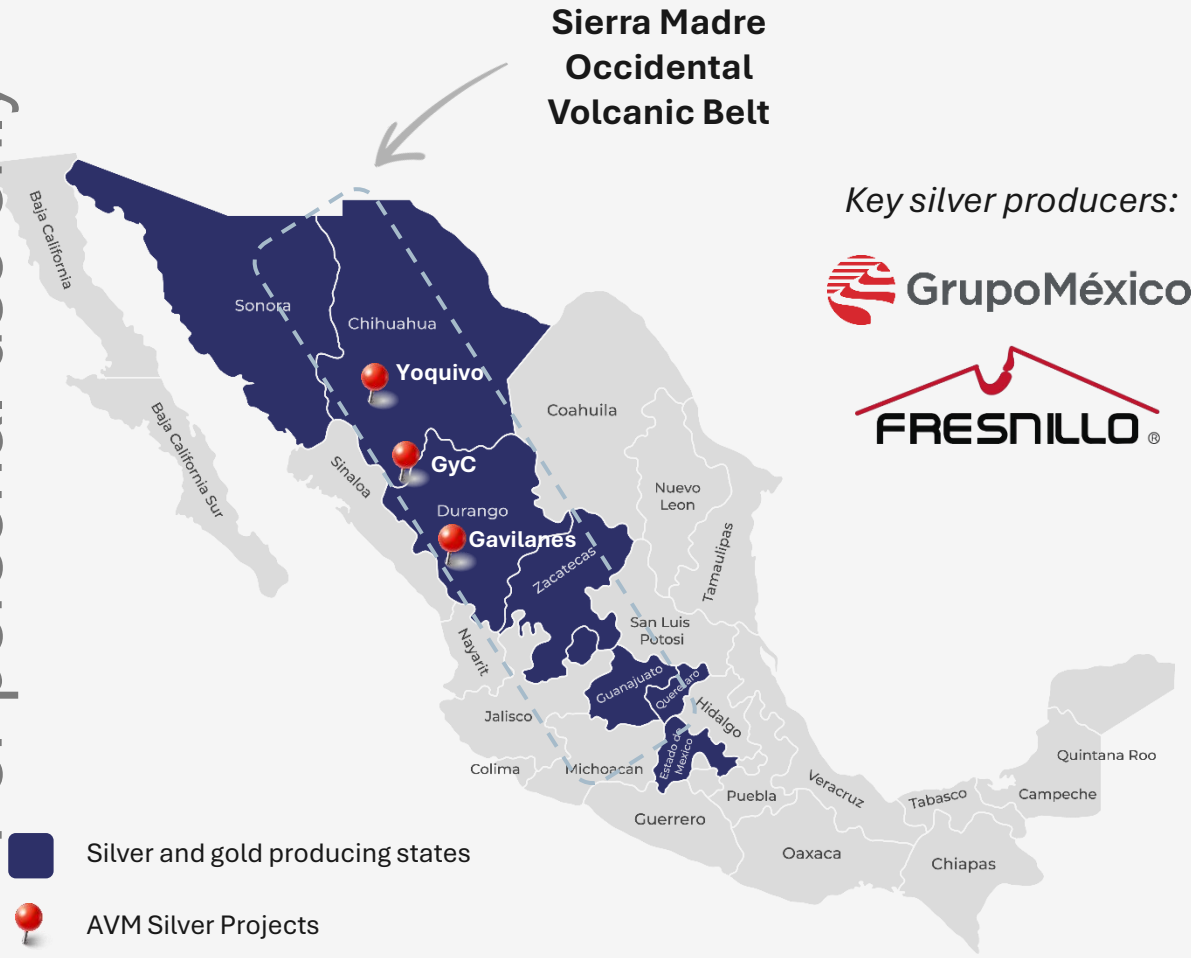 Sierra Madre
Occidental
Volcanic Belt
Key silver producers:
GrupoMéxico
FRESNILLO ®
Baja California
Sonora
Chihuahua
Yoquivo
Coahuila
Baja California Sur
Sinaloa
GyC
Nuevo
Leon
Durango
Gavilanes
Zacatecas
Tamaulipas
San Luis
Potosi
Nayarit
Guanajuato
Queretaro
Hidalgo
Jalisco
Estado de
Mexico
Colima
Michoacan
Quintana Roo
Puebla
Veracruz
Tabasco
Campeche
Guerrero
Oaxaca
Chiapas
Silver and gold producing states
AVM Silver Projects